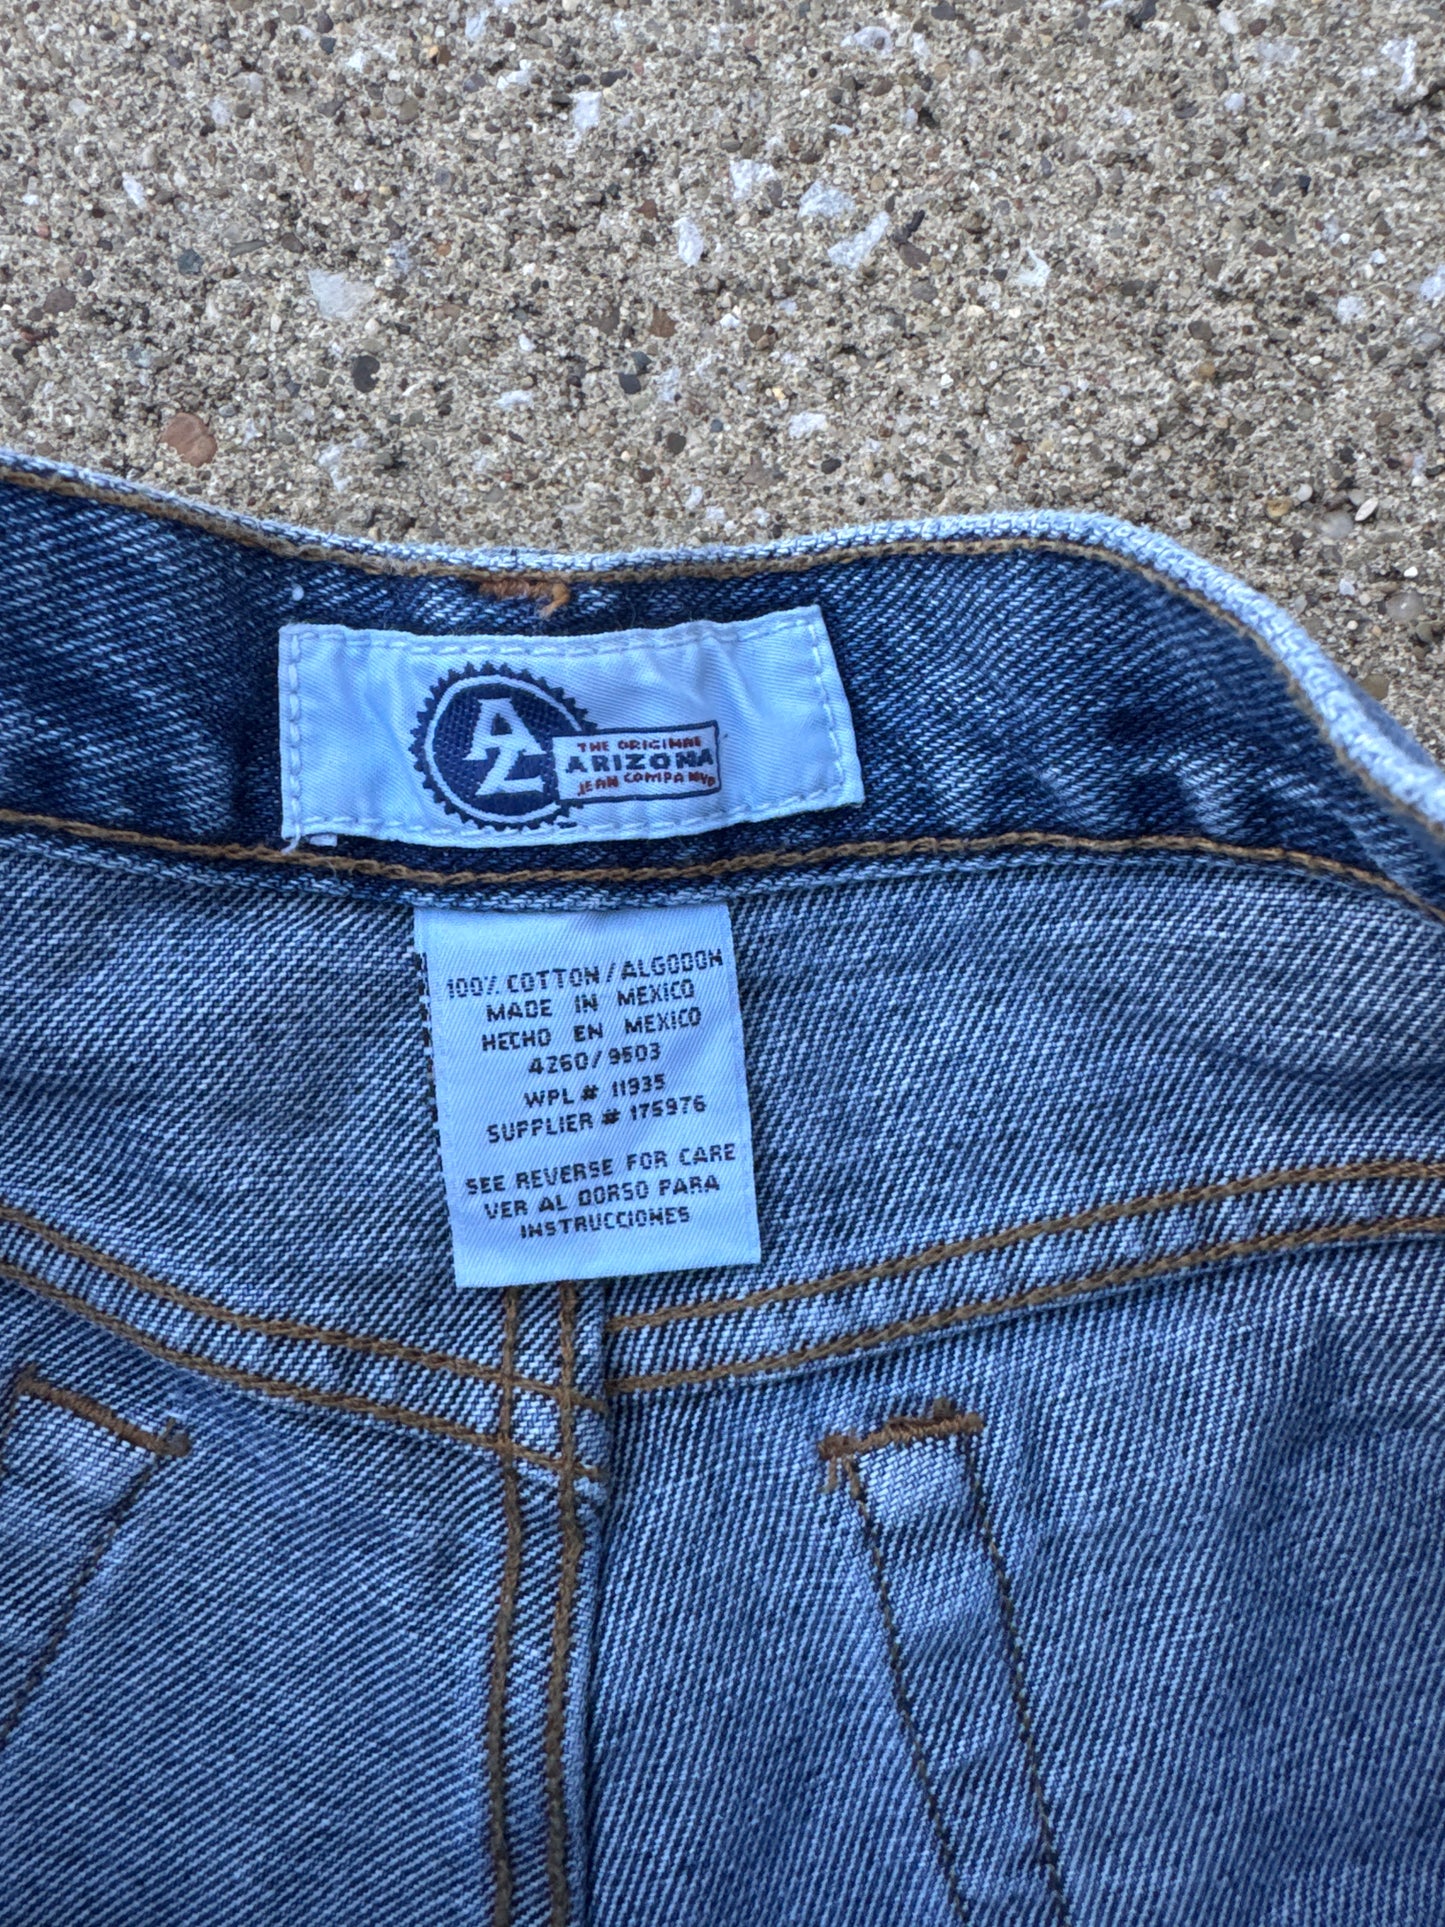 AZ
THE ORIGINAL
ARIZONA
JEAN COMPANY
100% COTTON/ALGODON
MADE IN MEXICO
HECHO EN MEXICO
4260/9503
WPL # 11935
SUPPLIER # 175976
SEE REVERSE FOR CARE
VER AL DORSO PARA
INSTRUCCIONES